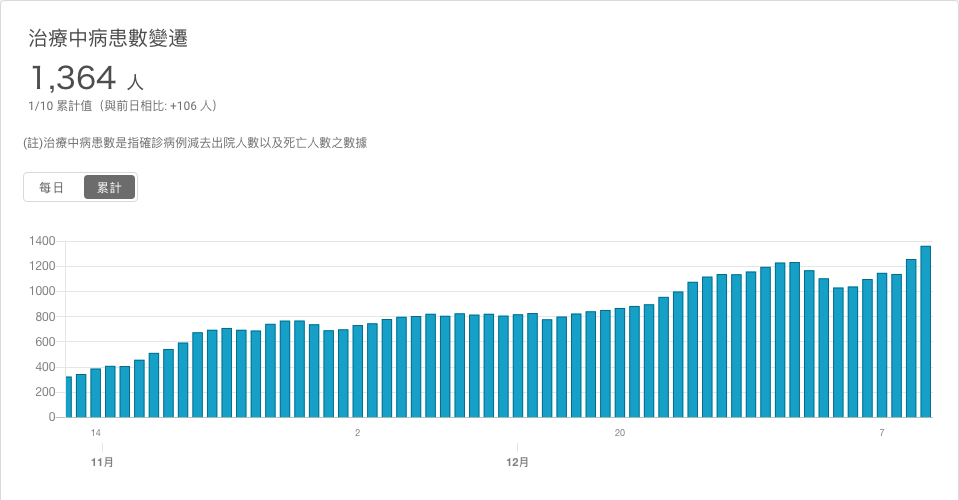 治療中病患數變遷
1,364 人
1/10 累計值（與前日相比: +106 人）
(註)治療中病患數是指確診病例減去出院人數以及死亡人數之數據
每日 累計
1400
1200
1000
800
600
400
200
0
14 2 20 7
11月 12月